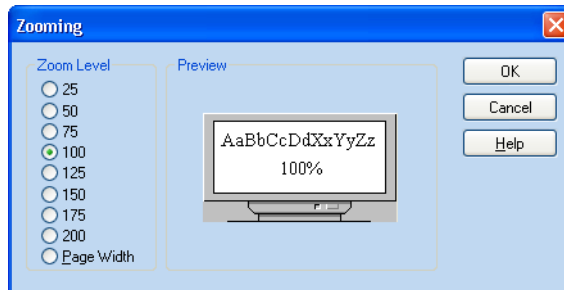 Zooming
Zoom Level
25
50
75
100
125
150
175
200
Page Width
Preview
AaBbCcDdXxYyZz
100%
OK
Cancel
Help